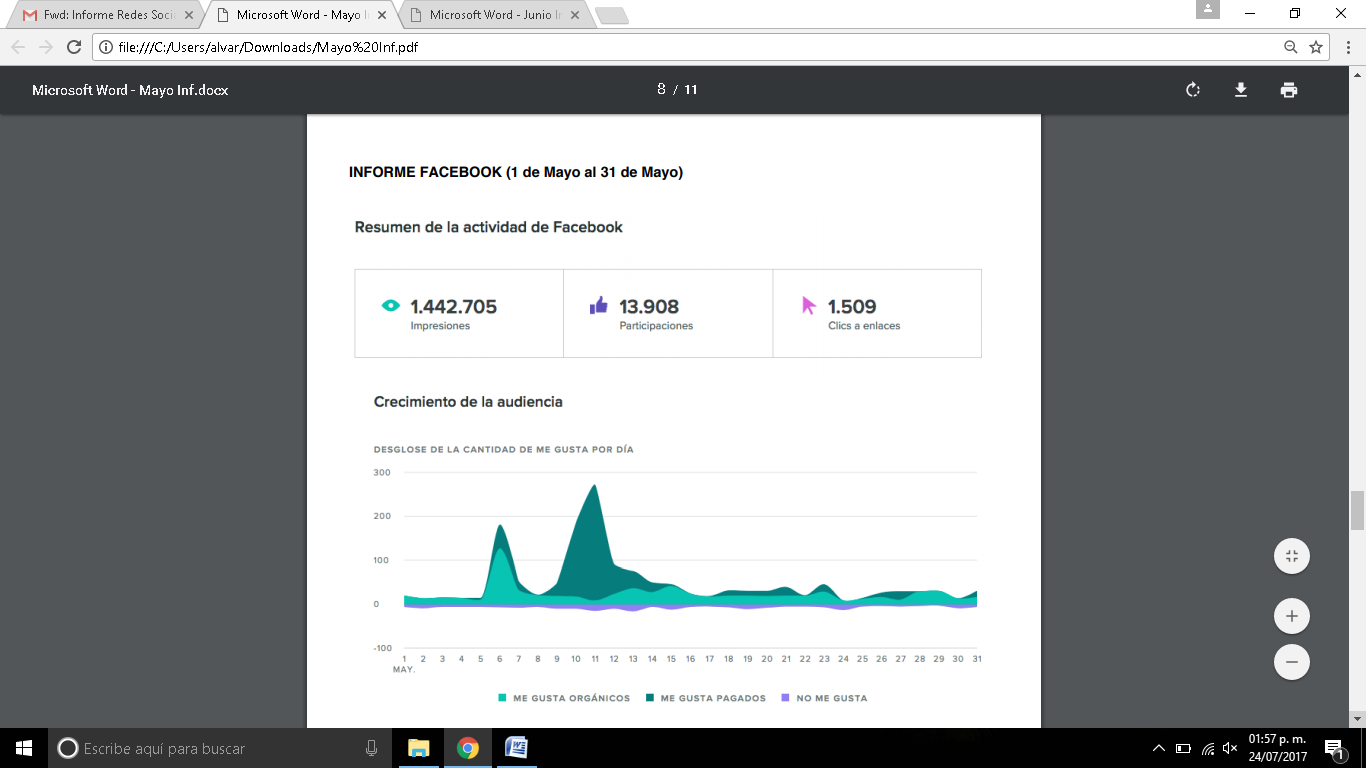 Fwd: Informe Redes Soci
Microsoft Word - Mayo I
Microsoft Word - Junio I
file:///C:/Users/alvar/Downloads/Mayo%20Inf.pdf
Microsoft Word - Mayo Inf.docx
8 / 11
INFORME FACEBOOK (1 de Mayo al 31 de Mayo)
Resumen de la actividad de Facebook
1.442.705 13.908 1.509
Impresiones Participaciones Clics a enlaces
Crecimiento de la audiencia
DESGLOSE DE LA CANTIDAD DE ME GUSTA POR DÍA
300
200
100
0
-100
1 2 3 4 5 6 7 8 9 10 11 12 13 14 15 16 17 18 19 20 21 22 23 24 25 26 27 28 29 30 31
MAY.
ME GUSTA ORGÁNICOS ME GUSTA PAGADOS NO ME GUSTA
Escribe aquí para buscar
01:57 p. m.
24/07/2017
1